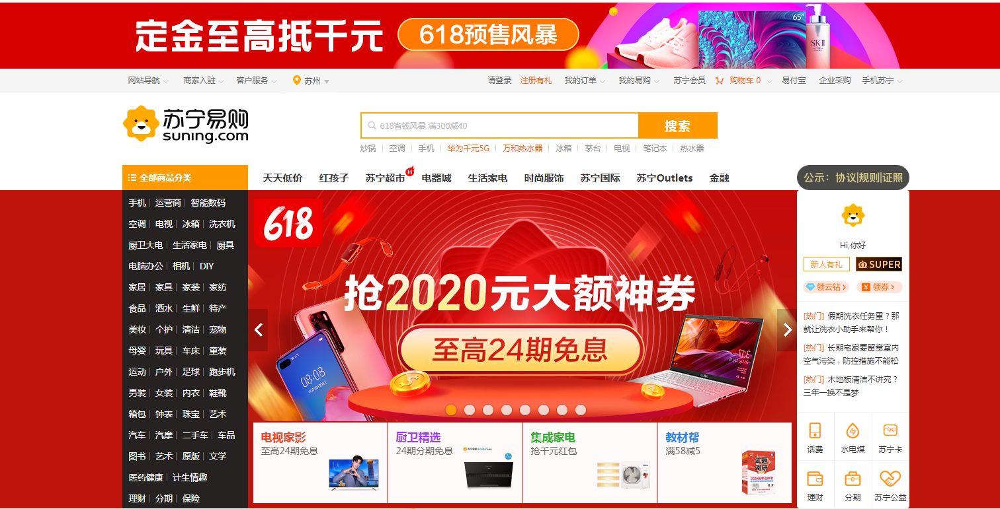 定金至高抵千元
618预售风暴
65"
SK-II
网站导航 商家入驻 客户服务 苏州
请登录 注册有礼 我的订单 我的易购 苏宁会员 购物车 0 易付宝 企业采购 手机苏宁
苏宁易购
suning.com
618省钱风暴 满300减40
搜索
炒锅 空调 手机 华为千元5G 万和热水器 冰箱 茅台 电视 笔记本 热水器
全部商品分类
天天低价 红孩子 苏宁超市 H 电器城 生活家电 时尚服饰 苏宁国际 苏宁Outlets 金融
公示：协议|规则|证照
手机 运营商 智能数码
空调 电视 冰箱 洗衣机
厨卫大电 生活家电 厨具
电脑办公 相机 DIY
家居 家具 家装 家纺
食品 酒水 生鲜 特产
美妆 个护 清洁 宠物
母婴 玩具 车床 童装
运动 户外 足球 跑步机
男装 女装 内衣 鞋靴
箱包 钟表 珠宝 艺术
汽车 汽摩 二手车 车品
图书 艺术 原版 文学
医药健康 计生情趣
理财 分期 保险
618
抢2020元大额神券
至高24期免息
08:08
电视家影
至高24期免息
厨卫精选
24期分期免息
集成家电
抢千元红包
教材帮
满58减5
试题
调研
Hi,你好
新人有礼 SUPER
领云钻 领券
[热门] 假期洗衣任务重？那
就让洗衣小助手来帮你！
[热门] 长期宅家要留意室内
空气污染，防控措施不能松
[热门] 木地板清洁不讲究？
三年一换不是梦
话费 水电煤 苏宁卡
理财 分期 苏宁公益